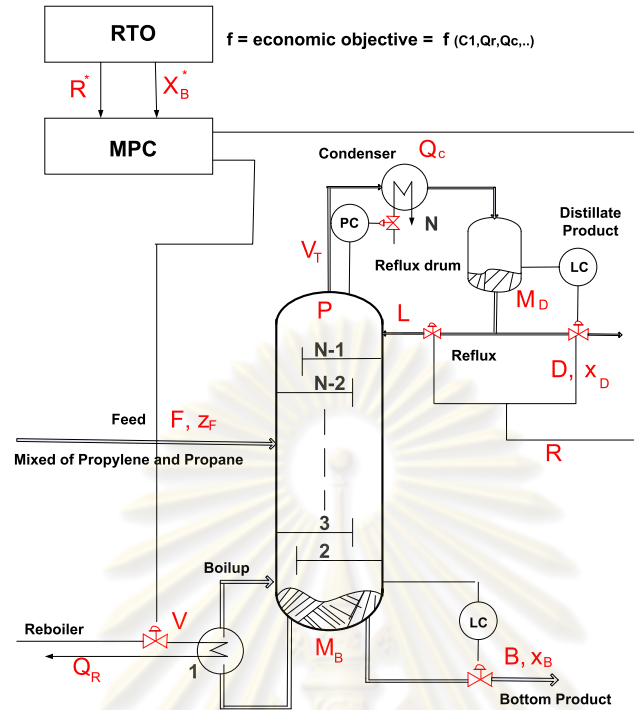 RTO
f = economic objective = f (C1,Qr,Qc,..)
R*
X*B
MPC
Condenser
Qc
PC
N
Distillate
Product
VT
Reflux drum
LC
MD
P
L
N-1
Reflux
N-2
D, xD
Feed
F, zF
R
Mixed of Propylene and Propane
3
2
Boilup
Reboiler
V
LC
MB
B, xB
QR
1
Bottom Product